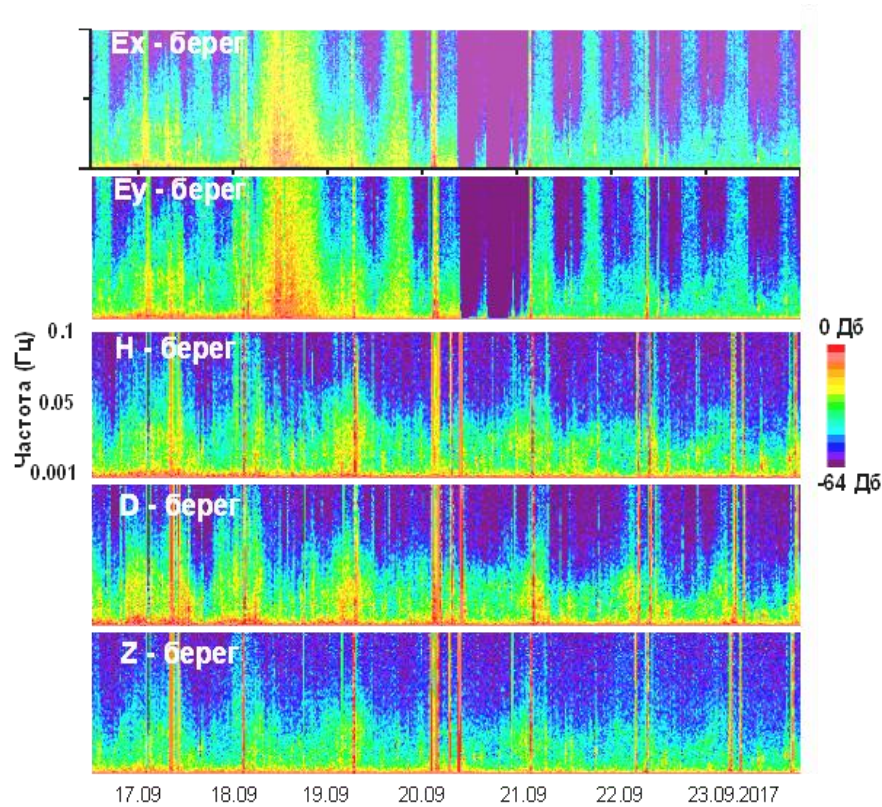 Ex - берег
Ey - берег
H - берег
D - берег
Z - берег
Частота (Гц)
0.1
0.05
0.001
0 Дб
-64 Дб
17.09
18.09
19.09
20.09
21.09
22.09
23.09.2017